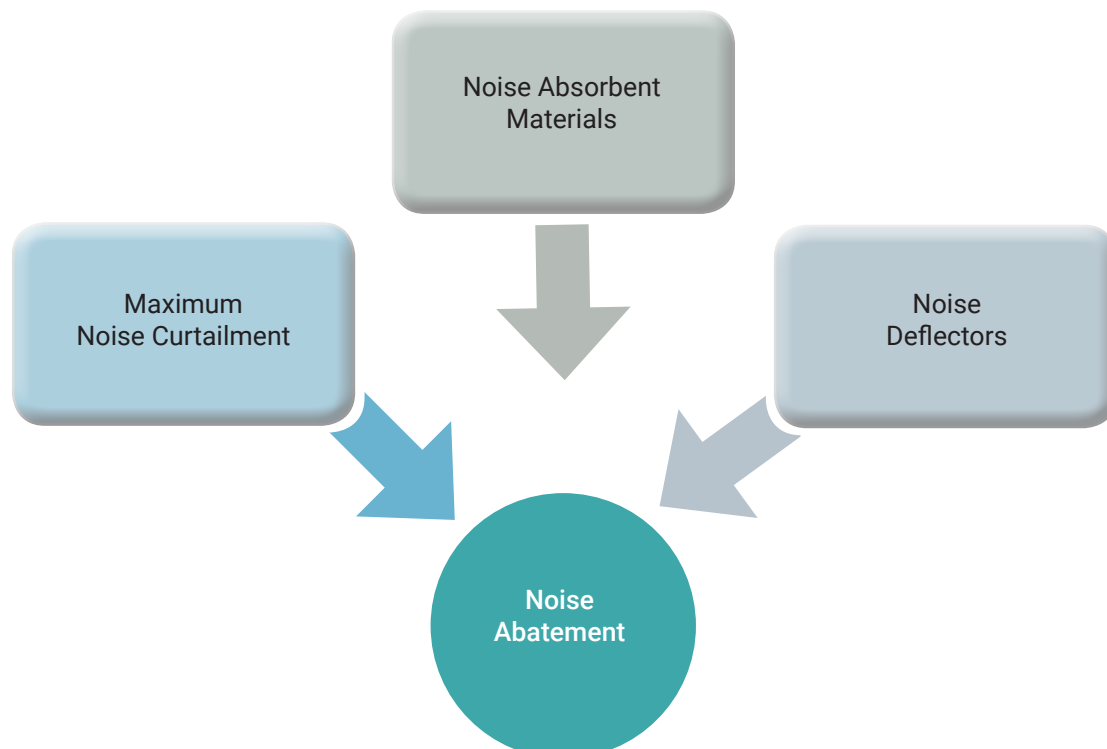 Noise Absorbent
Materials
Maximum
Noise Curtailment
Noise
Deflectors
Noise
Abatement